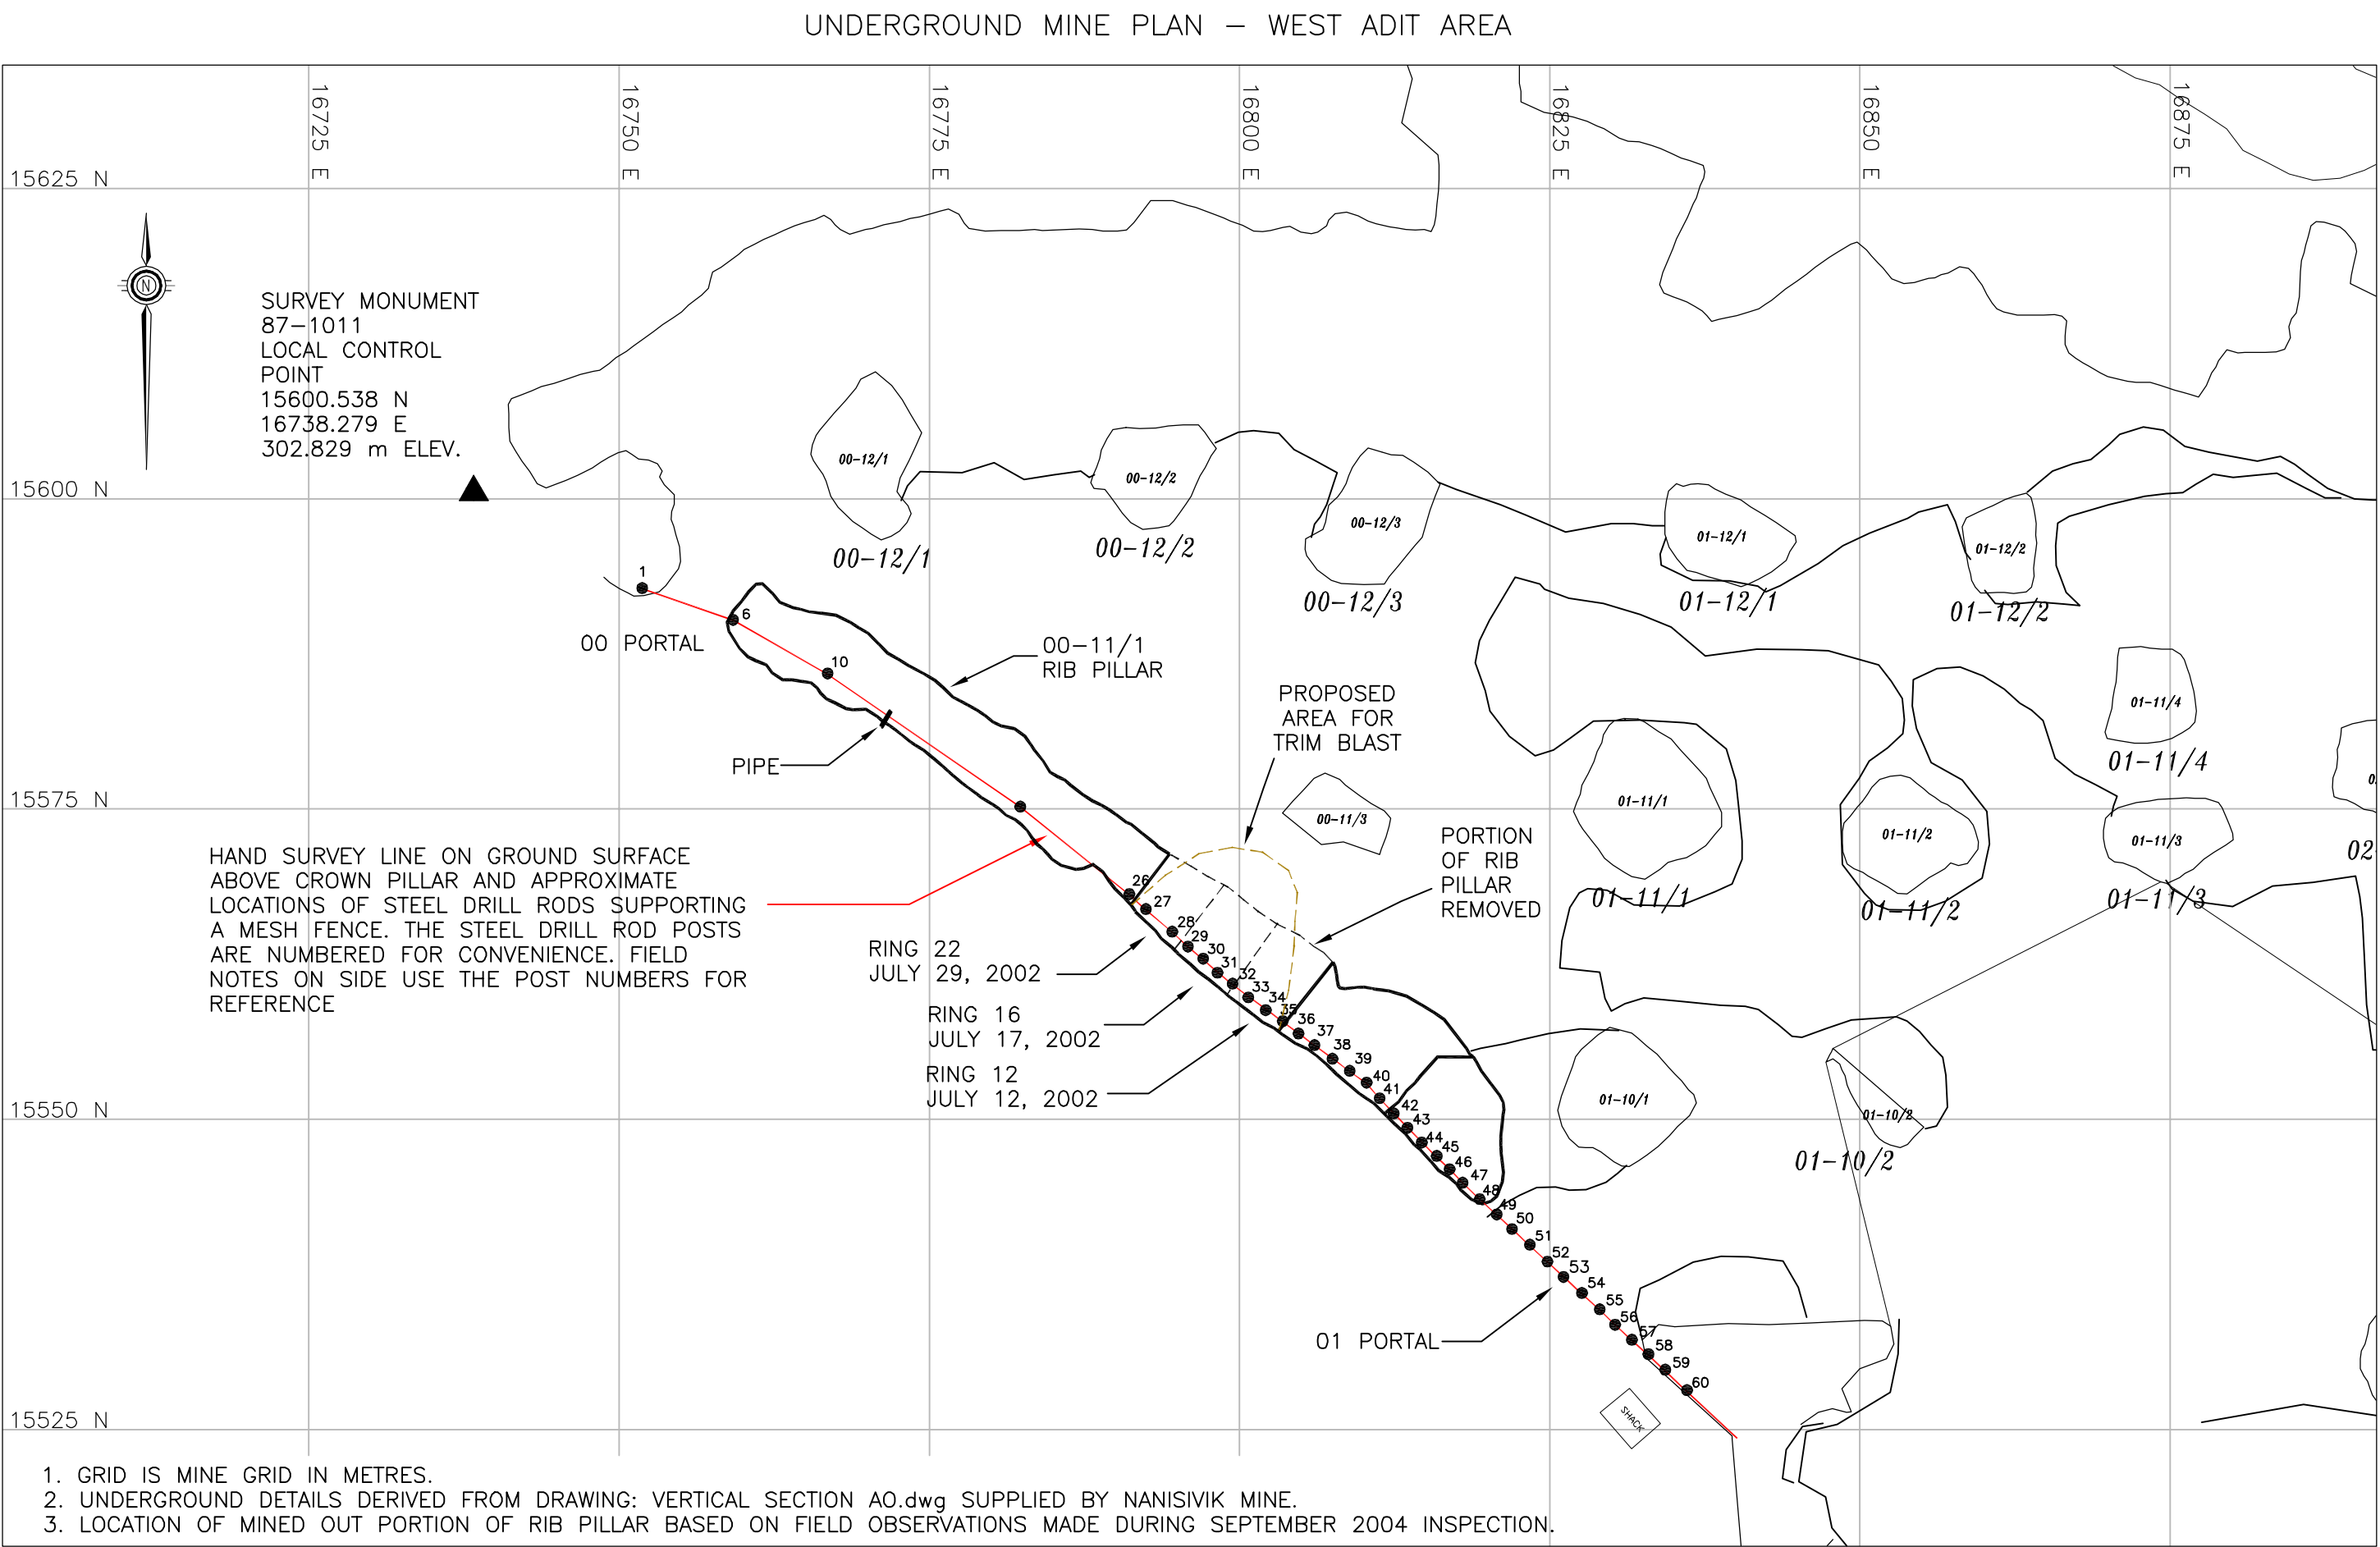 UNDERGROUND MINE PLAN – WEST ADIT AREA
16725 E
16750 E
16775 E
16800 E
16825 E
16850 E
16875 E
15625 N
N
SURVEY MONUMENT
87-1011
LOCAL CONTROL
POINT
15600.538 N
16738.279 E
302.829 m ELEV.
15600 N
00-12/1
00-12/1
00-12/2
00-12/2
00-12/3
00-12/3
01-12/1
01-12/1
01-12/2
01-12/2
1
6
10
00 PORTAL
00-11/1
RIB PILLAR
PIPE
PROPOSED
AREA FOR
TRIM BLAST
00-11/3
01-11/1
01-11/1
01-11/2
01-11/2
01-11/4
01-11/4
01-11/3
01-11/3
02
15575 N
PORTION
OF RIB
PILLAR
REMOVED
HAND SURVEY LINE ON GROUND SURFACE
ABOVE CROWN PILLAR AND APPROXIMATE
LOCATIONS OF STEEL DRILL RODS SUPPORTING
A MESH FENCE. THE STEEL DRILL ROD POSTS
ARE NUMBERED FOR CONVENIENCE. FIELD
NOTES ON SIDE USE THE POST NUMBERS FOR
REFERENCE
RING 22
JULY 29, 2002
RING 16
JULY 17, 2002
RING 12
JULY 12, 2002
26
27
28
29
30
31
32
33
34
35
36
37
38
39
40
41
42
43
44
45
46
47
48
49
50
51
52
53
54
55
56
57
58
59
60
01-10/1
01-10/2
01-10/2
15550 N
01 PORTAL
SHACK
15525 N
1. GRID IS MINE GRID IN METRES.
2. UNDERGROUND DETAILS DERIVED FROM DRAWING: VERTICAL SECTION AO.dwg SUPPLIED BY NANISIVIK MINE.
3. LOCATION OF MINED OUT PORTION OF RIB PILLAR BASED ON FIELD OBSERVATIONS MADE DURING SEPTEMBER 2004 INSPECTION.